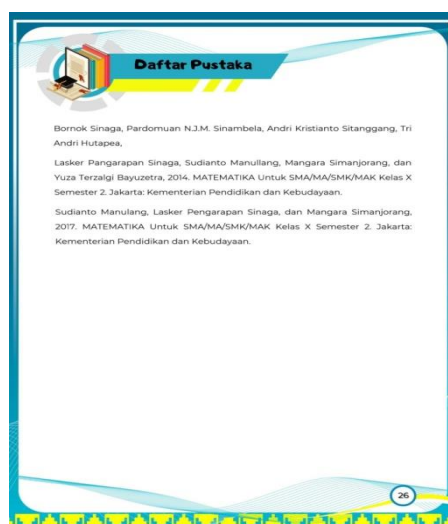 Daftar Pustaka
Bornok Sinaga, Pardomuan N.J.M. Sinambela, Andri Kristianto Sitanggang, Tri
Andri Hutapea,
Lasker Pangarapan Sinaga, Sudianto Manullang, Mangara Simanjorang, dan
Yuza Terzalgi Bayuzetra, 2014. MATEMATIKA Untuk SMA/MA/SMK/MAK Kelas X
Semester 2. Jakarta: Kementerian Pendidikan dan Kebudayaan.
Sudianto Manulang, Lasker Pengarapan Sinaga, dan Mangara Simanjorang,
2017. MATEMATIKA Untuk SMA/MA/SMK/MAK Kelas X Semester 2. Jakarta:
Kementerian Pendidikan dan Kebudayaan.
26